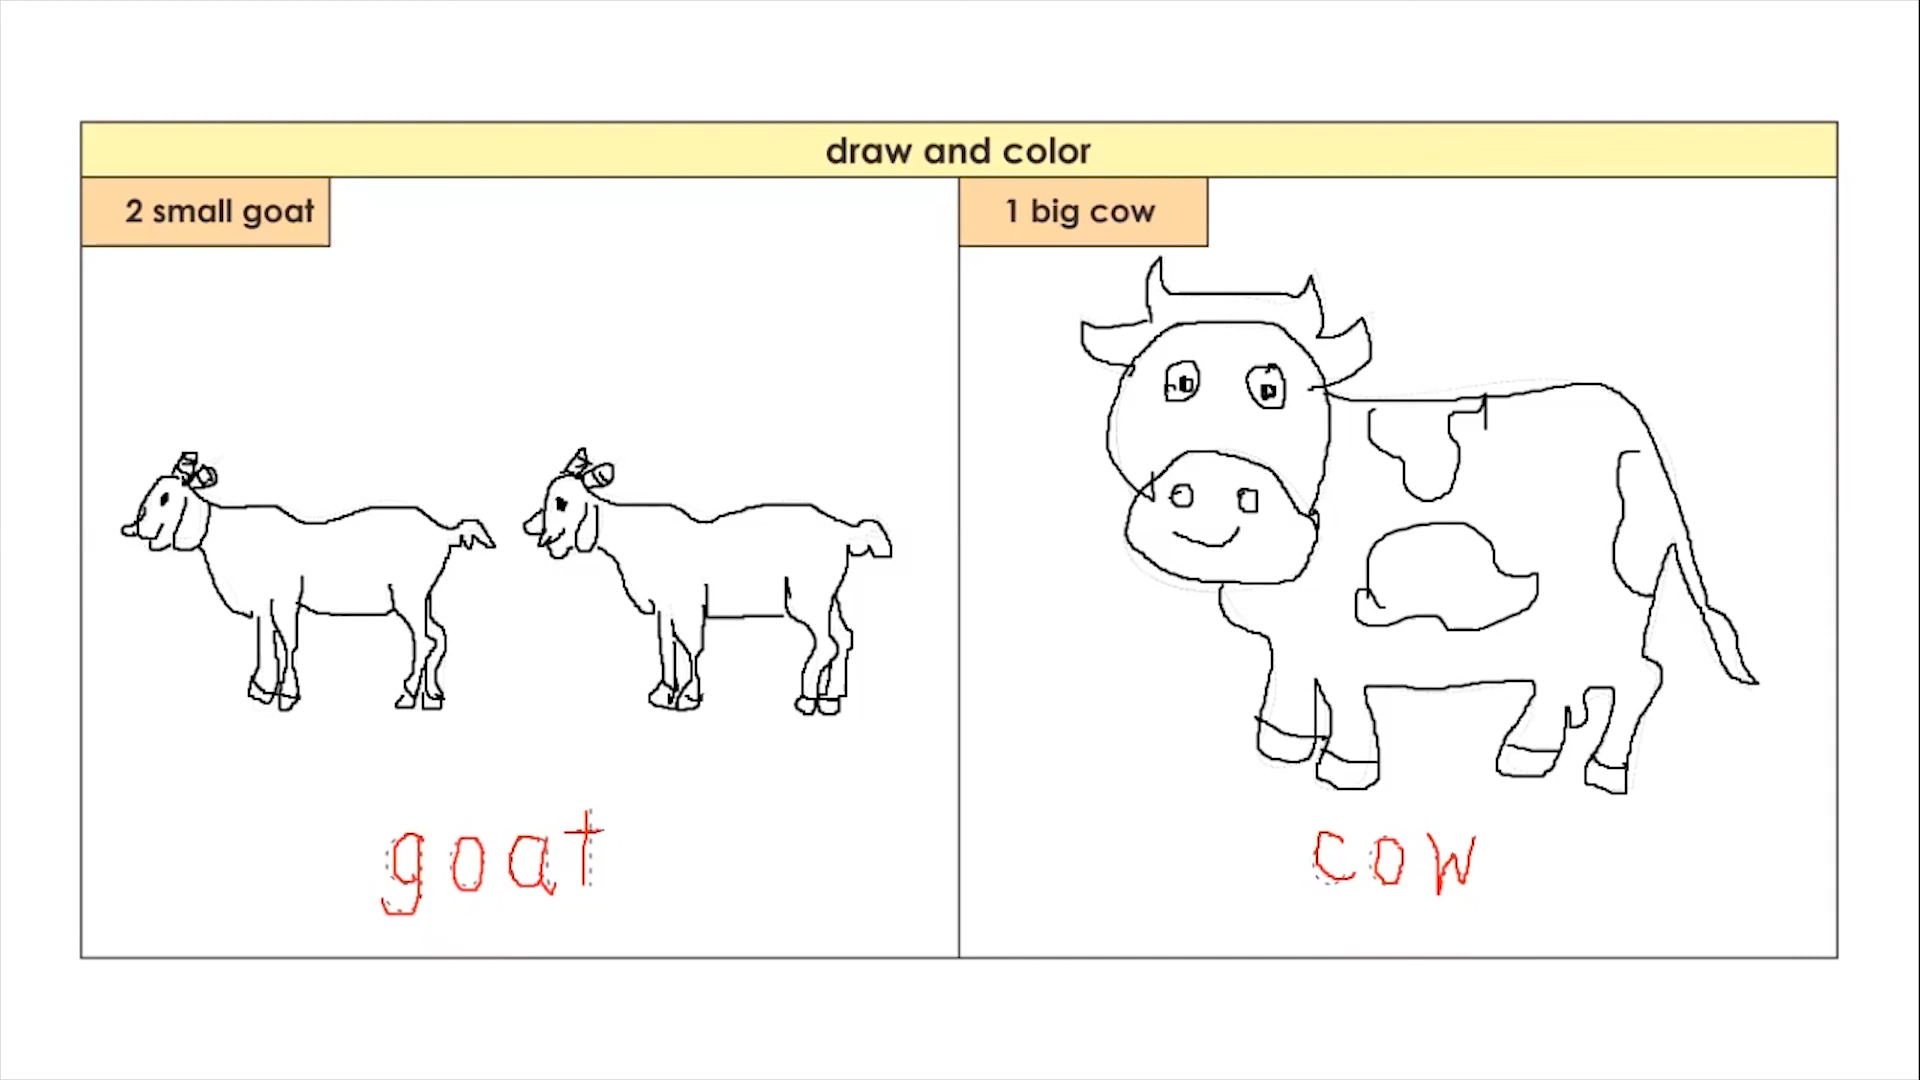 draw and color
2 small goat
1 big cow
goat
cow